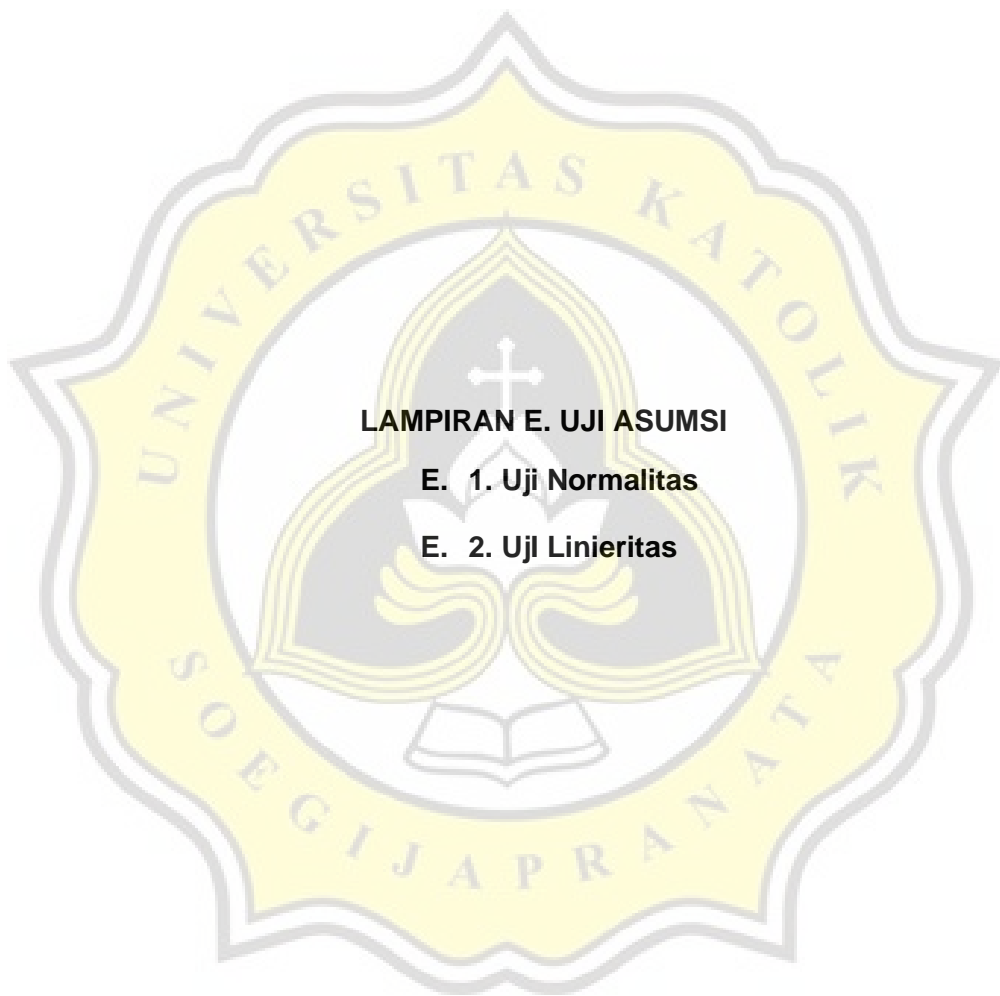 UNIVERSITAS KATOLIK
LAMPIRAN E. UJI ASUMSI
E. 1. Uji Normalitas
E. 2. UjI Linieritas
SOEGIJAPRANATA